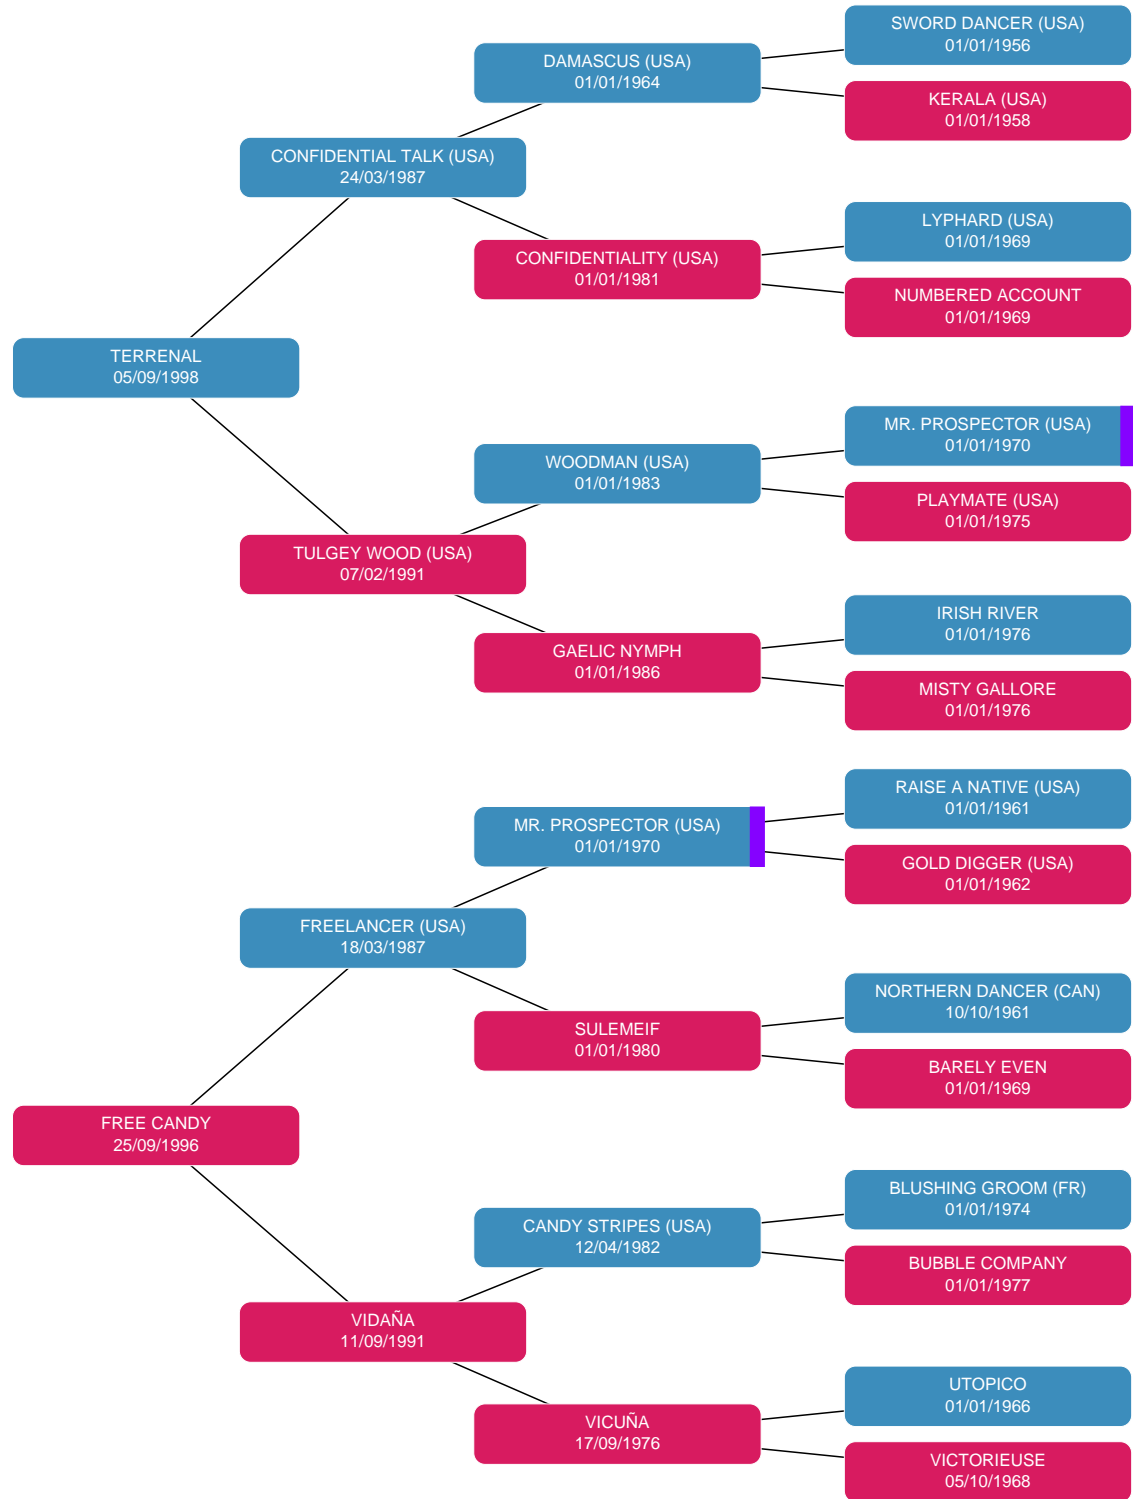 SWORD DANCER (USA)
01/01/1956
DAMASCUS (USA)
01/01/1964
KERALA (USA)
01/01/1958
CONFIDENTIAL TALK (USA)
24/03/1987
LYPHARD (USA)
01/01/1969
CONFIDENTIALITY (USA)
01/01/1981
NUMBERED ACCOUNT
01/01/1969
TERRENAL
05/09/1998
MR. PROSPECTOR (USA)
01/01/1970
WOODMAN (USA)
01/01/1983
PLAYMATE (USA)
01/01/1975
TULGEY WOOD (USA)
07/02/1991
IRISH RIVER
01/01/1976
GAELIC NYMPH
01/01/1986
MISTY GALLORE
01/01/1976
RAISE A NATIVE (USA)
01/01/1961
MR. PROSPECTOR (USA)
01/01/1970
GOLD DIGGER (USA)
01/01/1962
FREELANCER (USA)
18/03/1987
NORTHERN DANCER (CAN)
10/10/1961
SULEMEIF
01/01/1980
BARELY EVEN
01/01/1969
FREE CANDY
25/09/1996
BLUSHING GROOM (FR)
01/01/1974
CANDY STRIPES (USA)
12/04/1982
BUBBLE COMPANY
01/01/1977
VIDAÑA
11/09/1991
UTOPICO
01/01/1966
VICUÑA
17/09/1976
VICTORIEUSE
05/10/1968